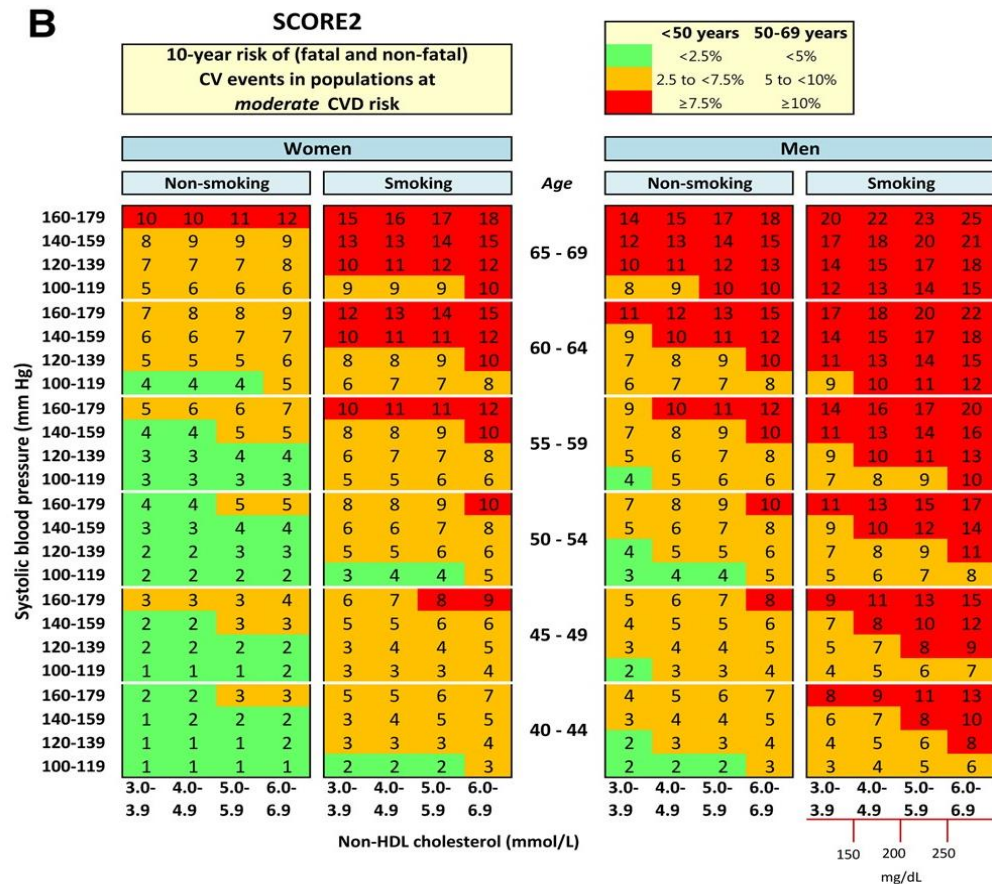 B
SCORE2
10-year risk of (fatal and non-fatal)
CV events in populations at
moderate CVD risk
<50 years 50-69 years
<2.5% <5%
2.5 to <7.5% 5 to <10%
≥7.5% ≥10%
Women Men
Non-smoking Smoking Age Non-smoking Smoking
Systolic blood pressure (mm Hg)
160-179 10 10 11 12 15 16 17 18 14 15 17 18 20 22 23 25
140-159 8 9 9 9 13 13 14 15 12 13 14 15 17 18 20 21
65 - 69
120-139 7 7 7 8 10 11 12 12 10 11 12 13 14 15 17 18
100-119 5 6 6 6 9 9 9 10 8 9 10 10 12 13 14 15
160-179 7 8 8 9 12 13 14 15 11 12 13 15 17 18 20 22
140-159 6 6 7 7 10 11 11 12 9 10 11 12 14 15 17 18
60 - 64
120-139 5 5 5 6 8 8 9 10 7 8 9 10 11 13 14 15
100-119 4 4 4 5 6 7 7 8 6 7 7 8 9 10 11 12
160-179 5 6 6 7 10 11 11 12 9 10 11 12 14 16 17 20
140-159 4 4 5 5 8 8 9 10 7 8 9 10 11 13 14 16
55 - 59
120-139 3 3 4 4 6 7 7 8 5 6 7 8 9 10 11 13
100-119 3 3 3 3 5 5 6 6 4 5 6 6 7 8 9 10
160-179 4 4 5 5 8 8 9 10 7 8 9 10 11 13 15 17
140-159 3 3 4 4 6 6 7 8 5 6 7 8 9 10 12 14
50 - 54
120-139 2 2 3 3 5 5 6 6 4 5 5 6 7 8 9 11
100-119 2 2 2 2 3 4 4 5 3 4 4 5 5 6 7 8
160-179 3 3 3 4 6 7 8 9 5 6 7 8 9 11 13 15
140-159 2 2 3 3 5 5 6 6 4 5 5 6 7 8 10 12
45 - 49
120-139 2 2 2 2 3 4 4 5 3 4 4 5 5 7 8 9
100-119 1 1 1 2 3 3 3 4 2 3 3 4 4 5 6 7
160-179 2 2 3 3 5 5 6 7 4 5 6 7 8 9 11 13
140-159 1 2 2 2 3 4 5 5 3 4 4 5 6 7 8 10
40 - 44
120-139 1 1 1 2 3 3 3 4 2 3 3 4 4 5 6 8
100-119 1 1 1 1 2 2 2 3 2 2 2 3 3 4 5 6
3.0- 4.0- 5.0- 6.0- 3.0- 4.0- 5.0- 6.0- 3.0- 4.0- 5.0- 6.0- 3.0- 4.0- 5.0- 6.0-
3.9 4.9 5.9 6.9 3.9 4.9 5.9 6.9 3.9 4.9 5.9 6.9 3.9 4.9 5.9 6.9
Non-HDL cholesterol (mmol/L)
150 200 250
mg/dL